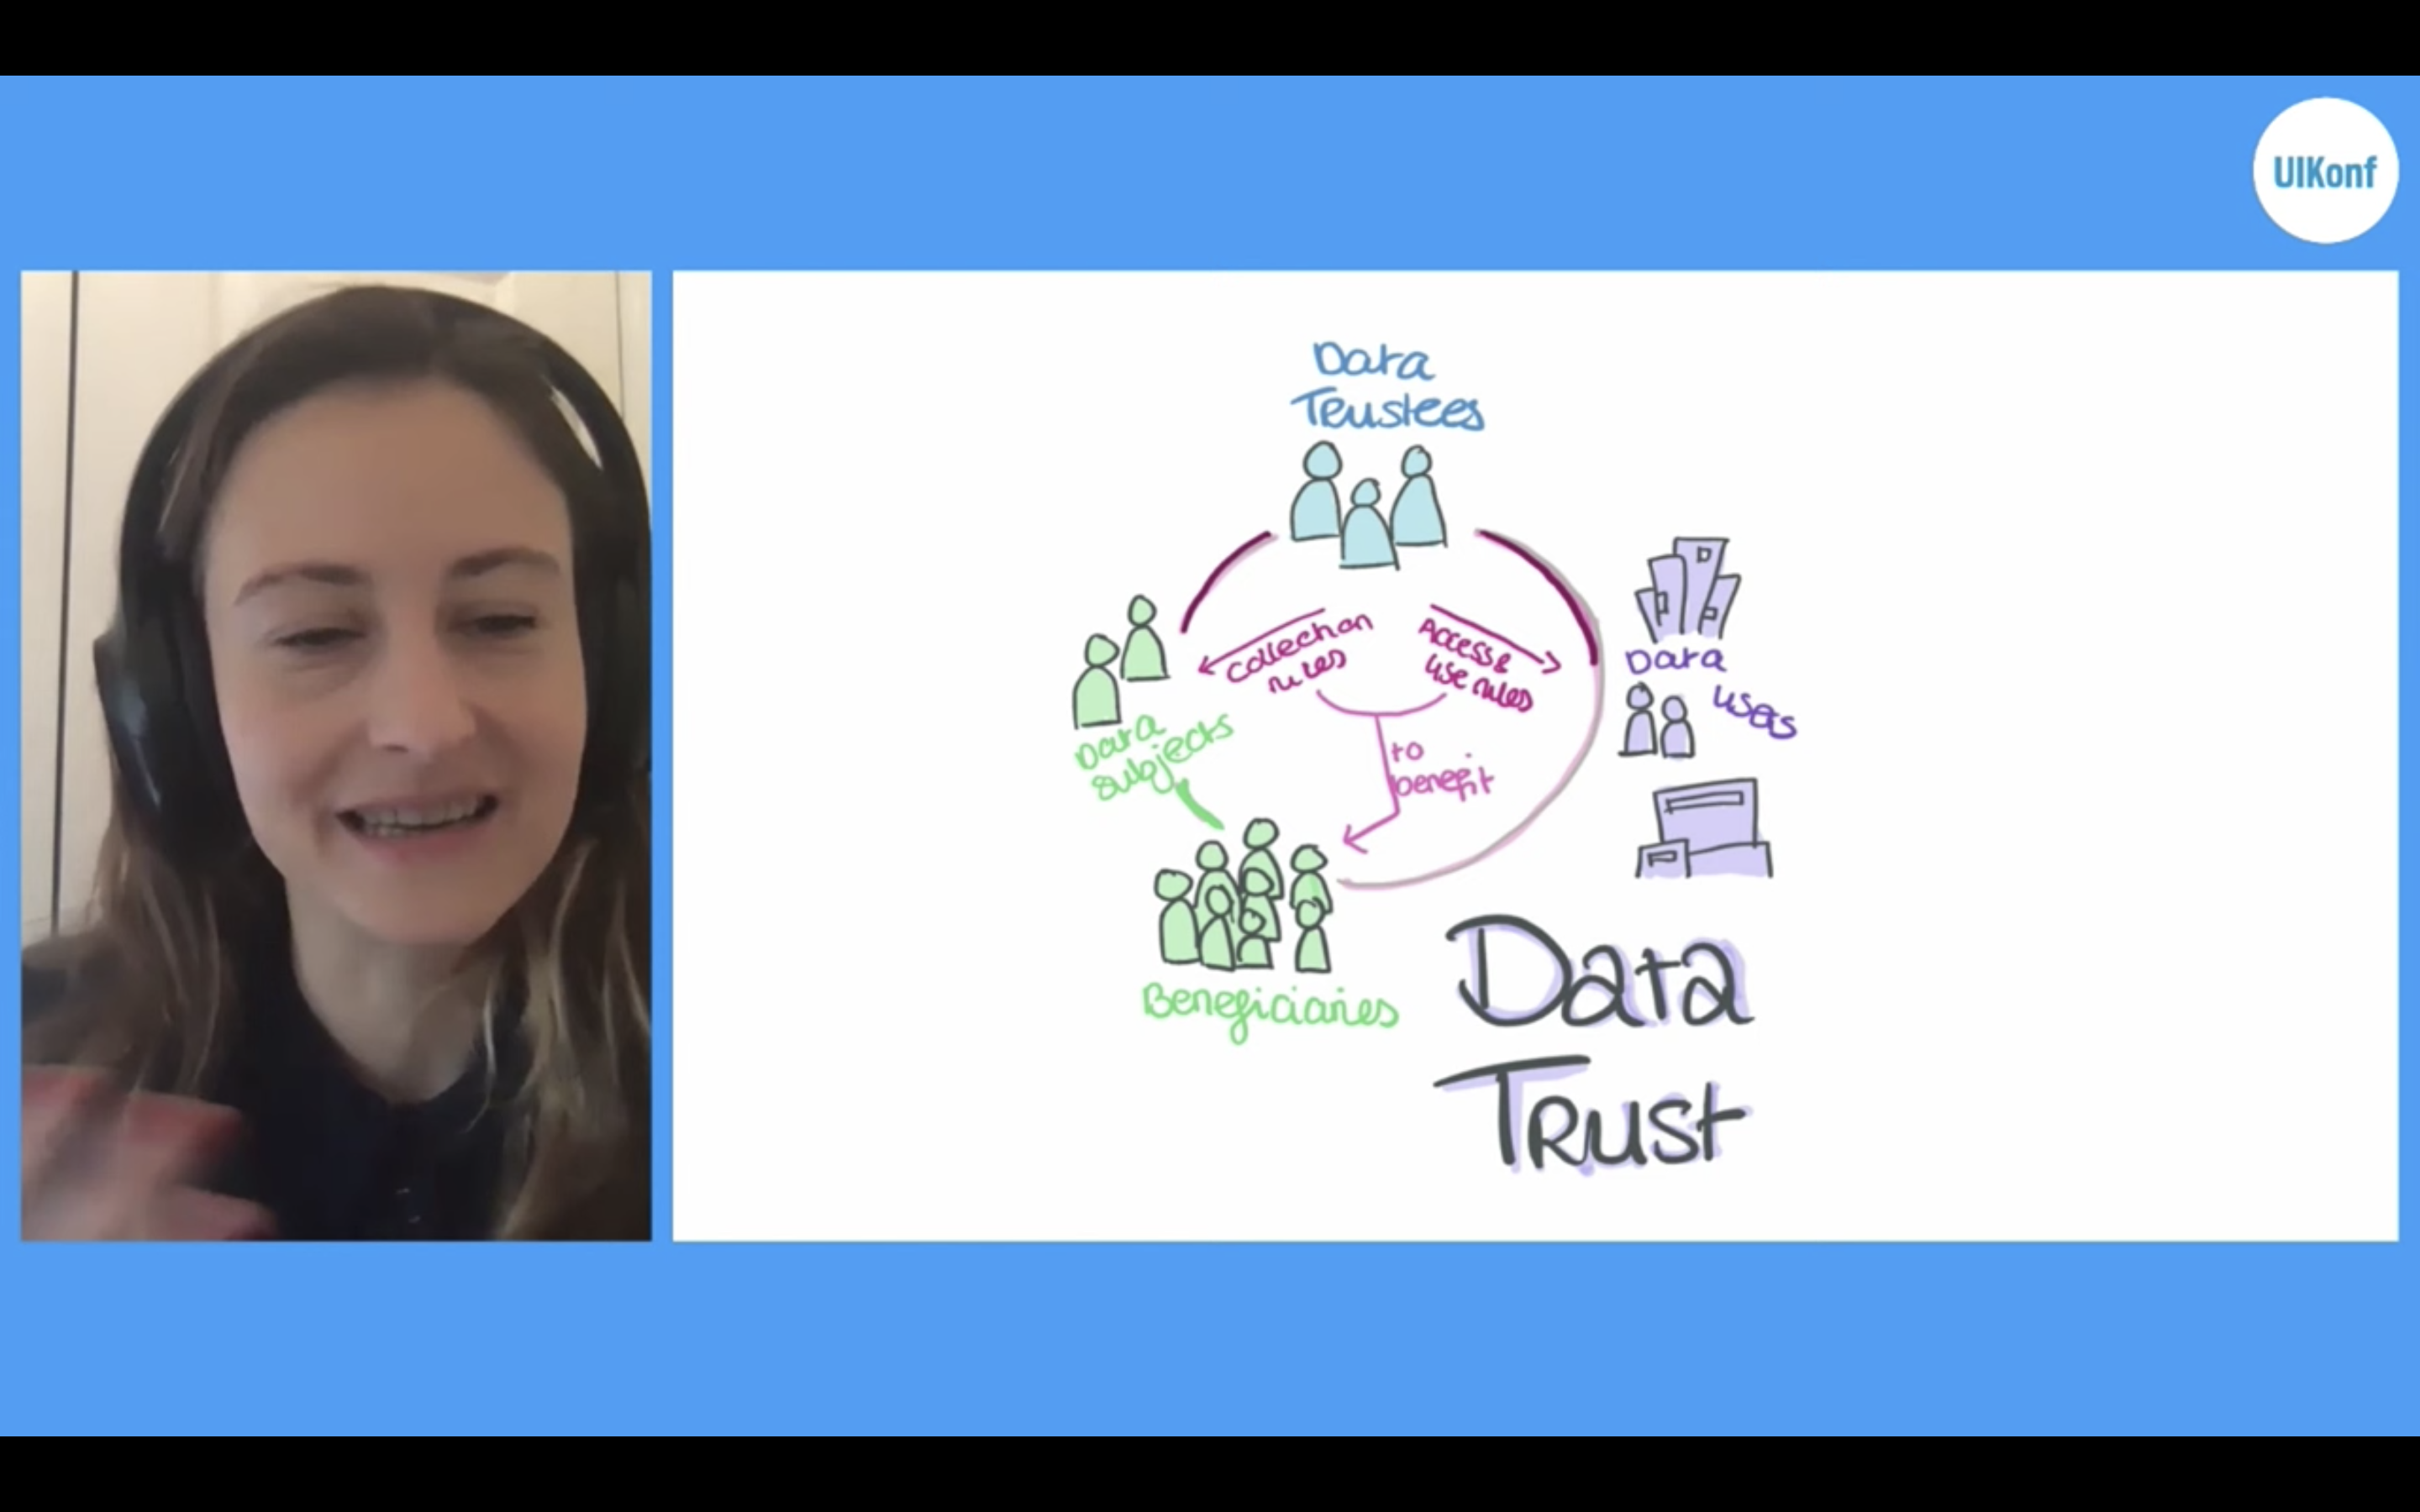 UIKonf
Data
Trustees
Collection
rules
Access &
use rules
Data
users
Data
subjects
to
benefit
Beneficiaries
Data
Trust